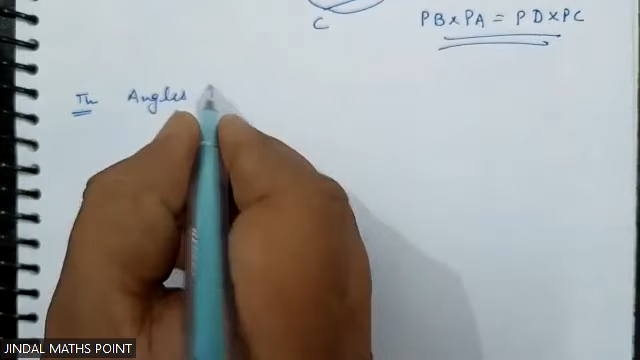 C
PB×PA = PD×PC
Th Angles
JINDAL MATHS POINT